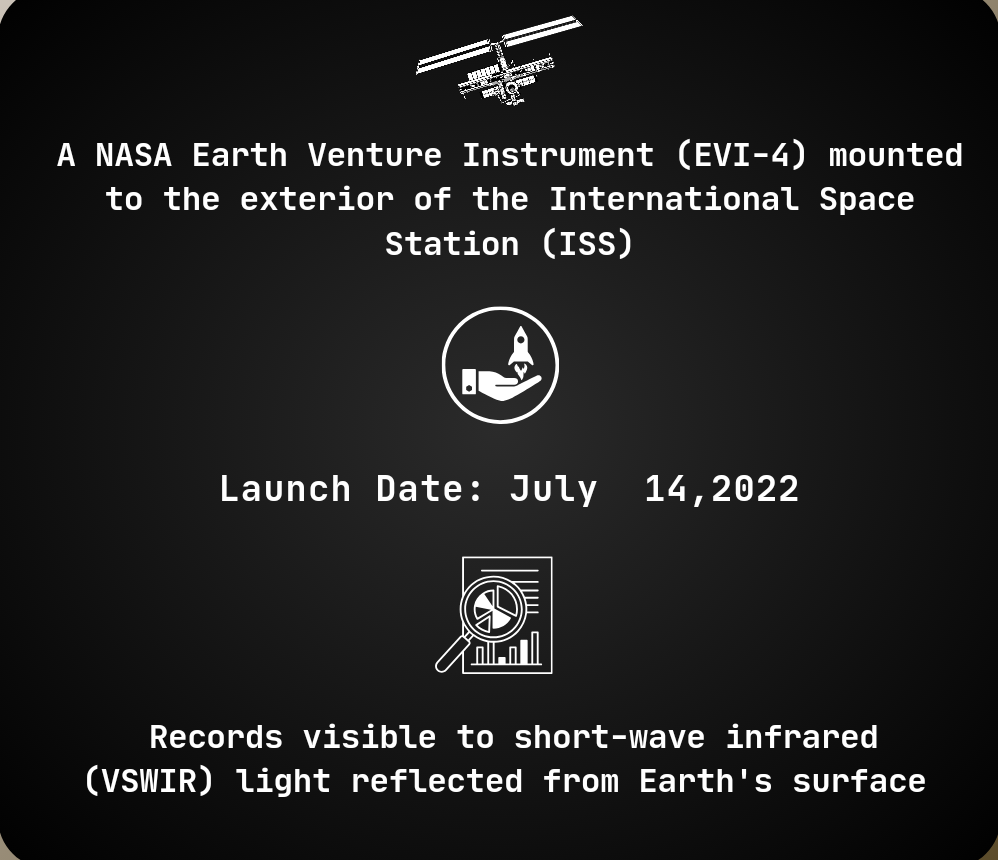 A NASA Earth Venture Instrument (EVI-4) mounted
to the exterior of the International Space
Station (ISS)
Launch Date: July  14,2022
Records visible to short-wave infrared
(VSWIR) light reflected from Earth's surface